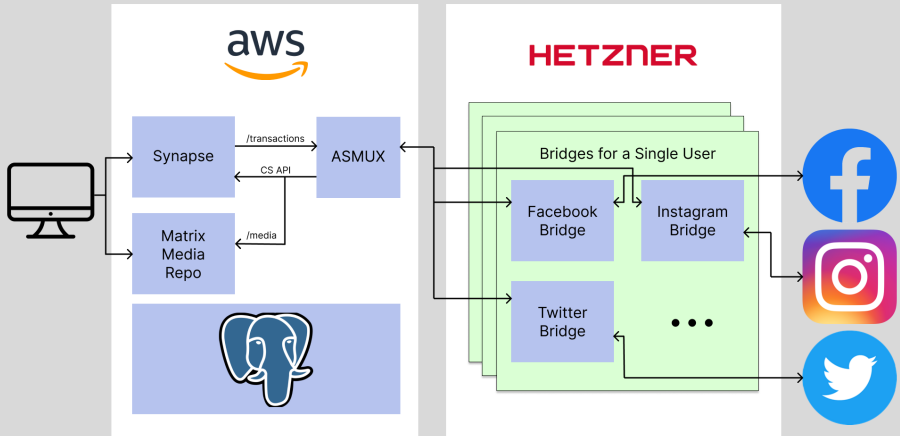 aws
HETZNER
Synapse
/transactions
ASMUX
CS API
Matrix
Media
Repo
/media
Bridges for a Single User
Facebook
Bridge
Instagram
Bridge
Twitter
Bridge